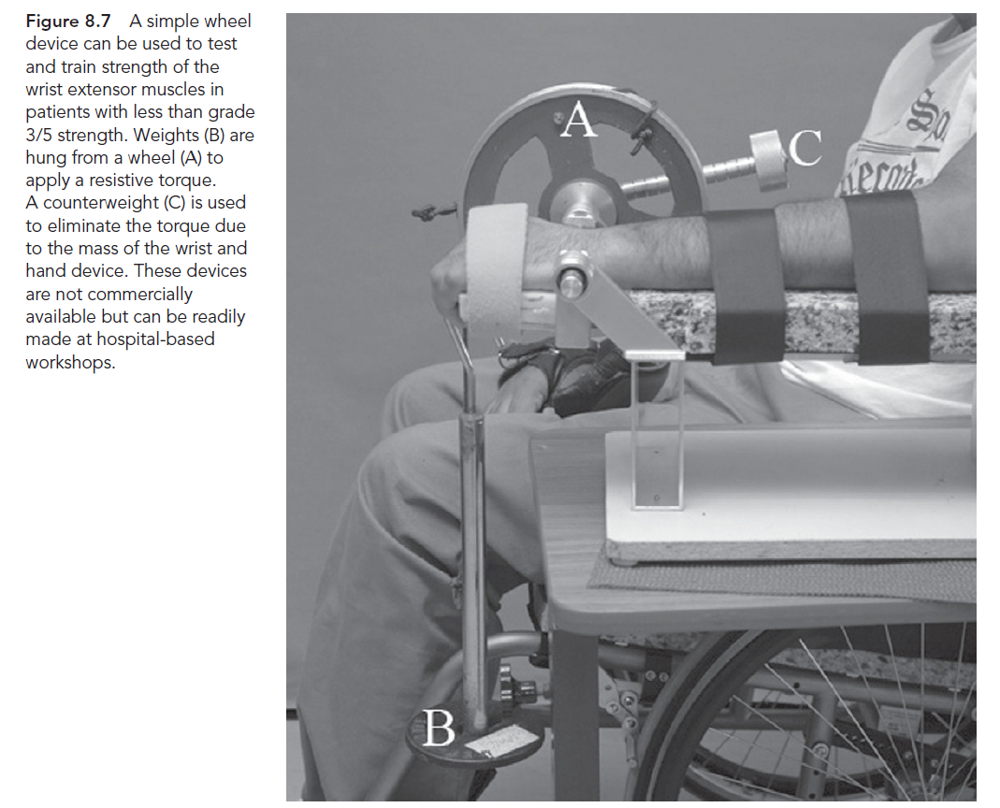 Figure 8.7 A simple wheel
device can be used to test
and train strength of the
wrist extensor muscles in
patients with less than grade
3/5 strength. Weights (B) are
hung from a wheel (A) to
apply a resistive torque.
A counterweight (C) is used
to eliminate the torque due
to the mass of the wrist and
hand device. These devices
are not commercially
available but can be readily
made at hospital-based
workshops.
A
C
B